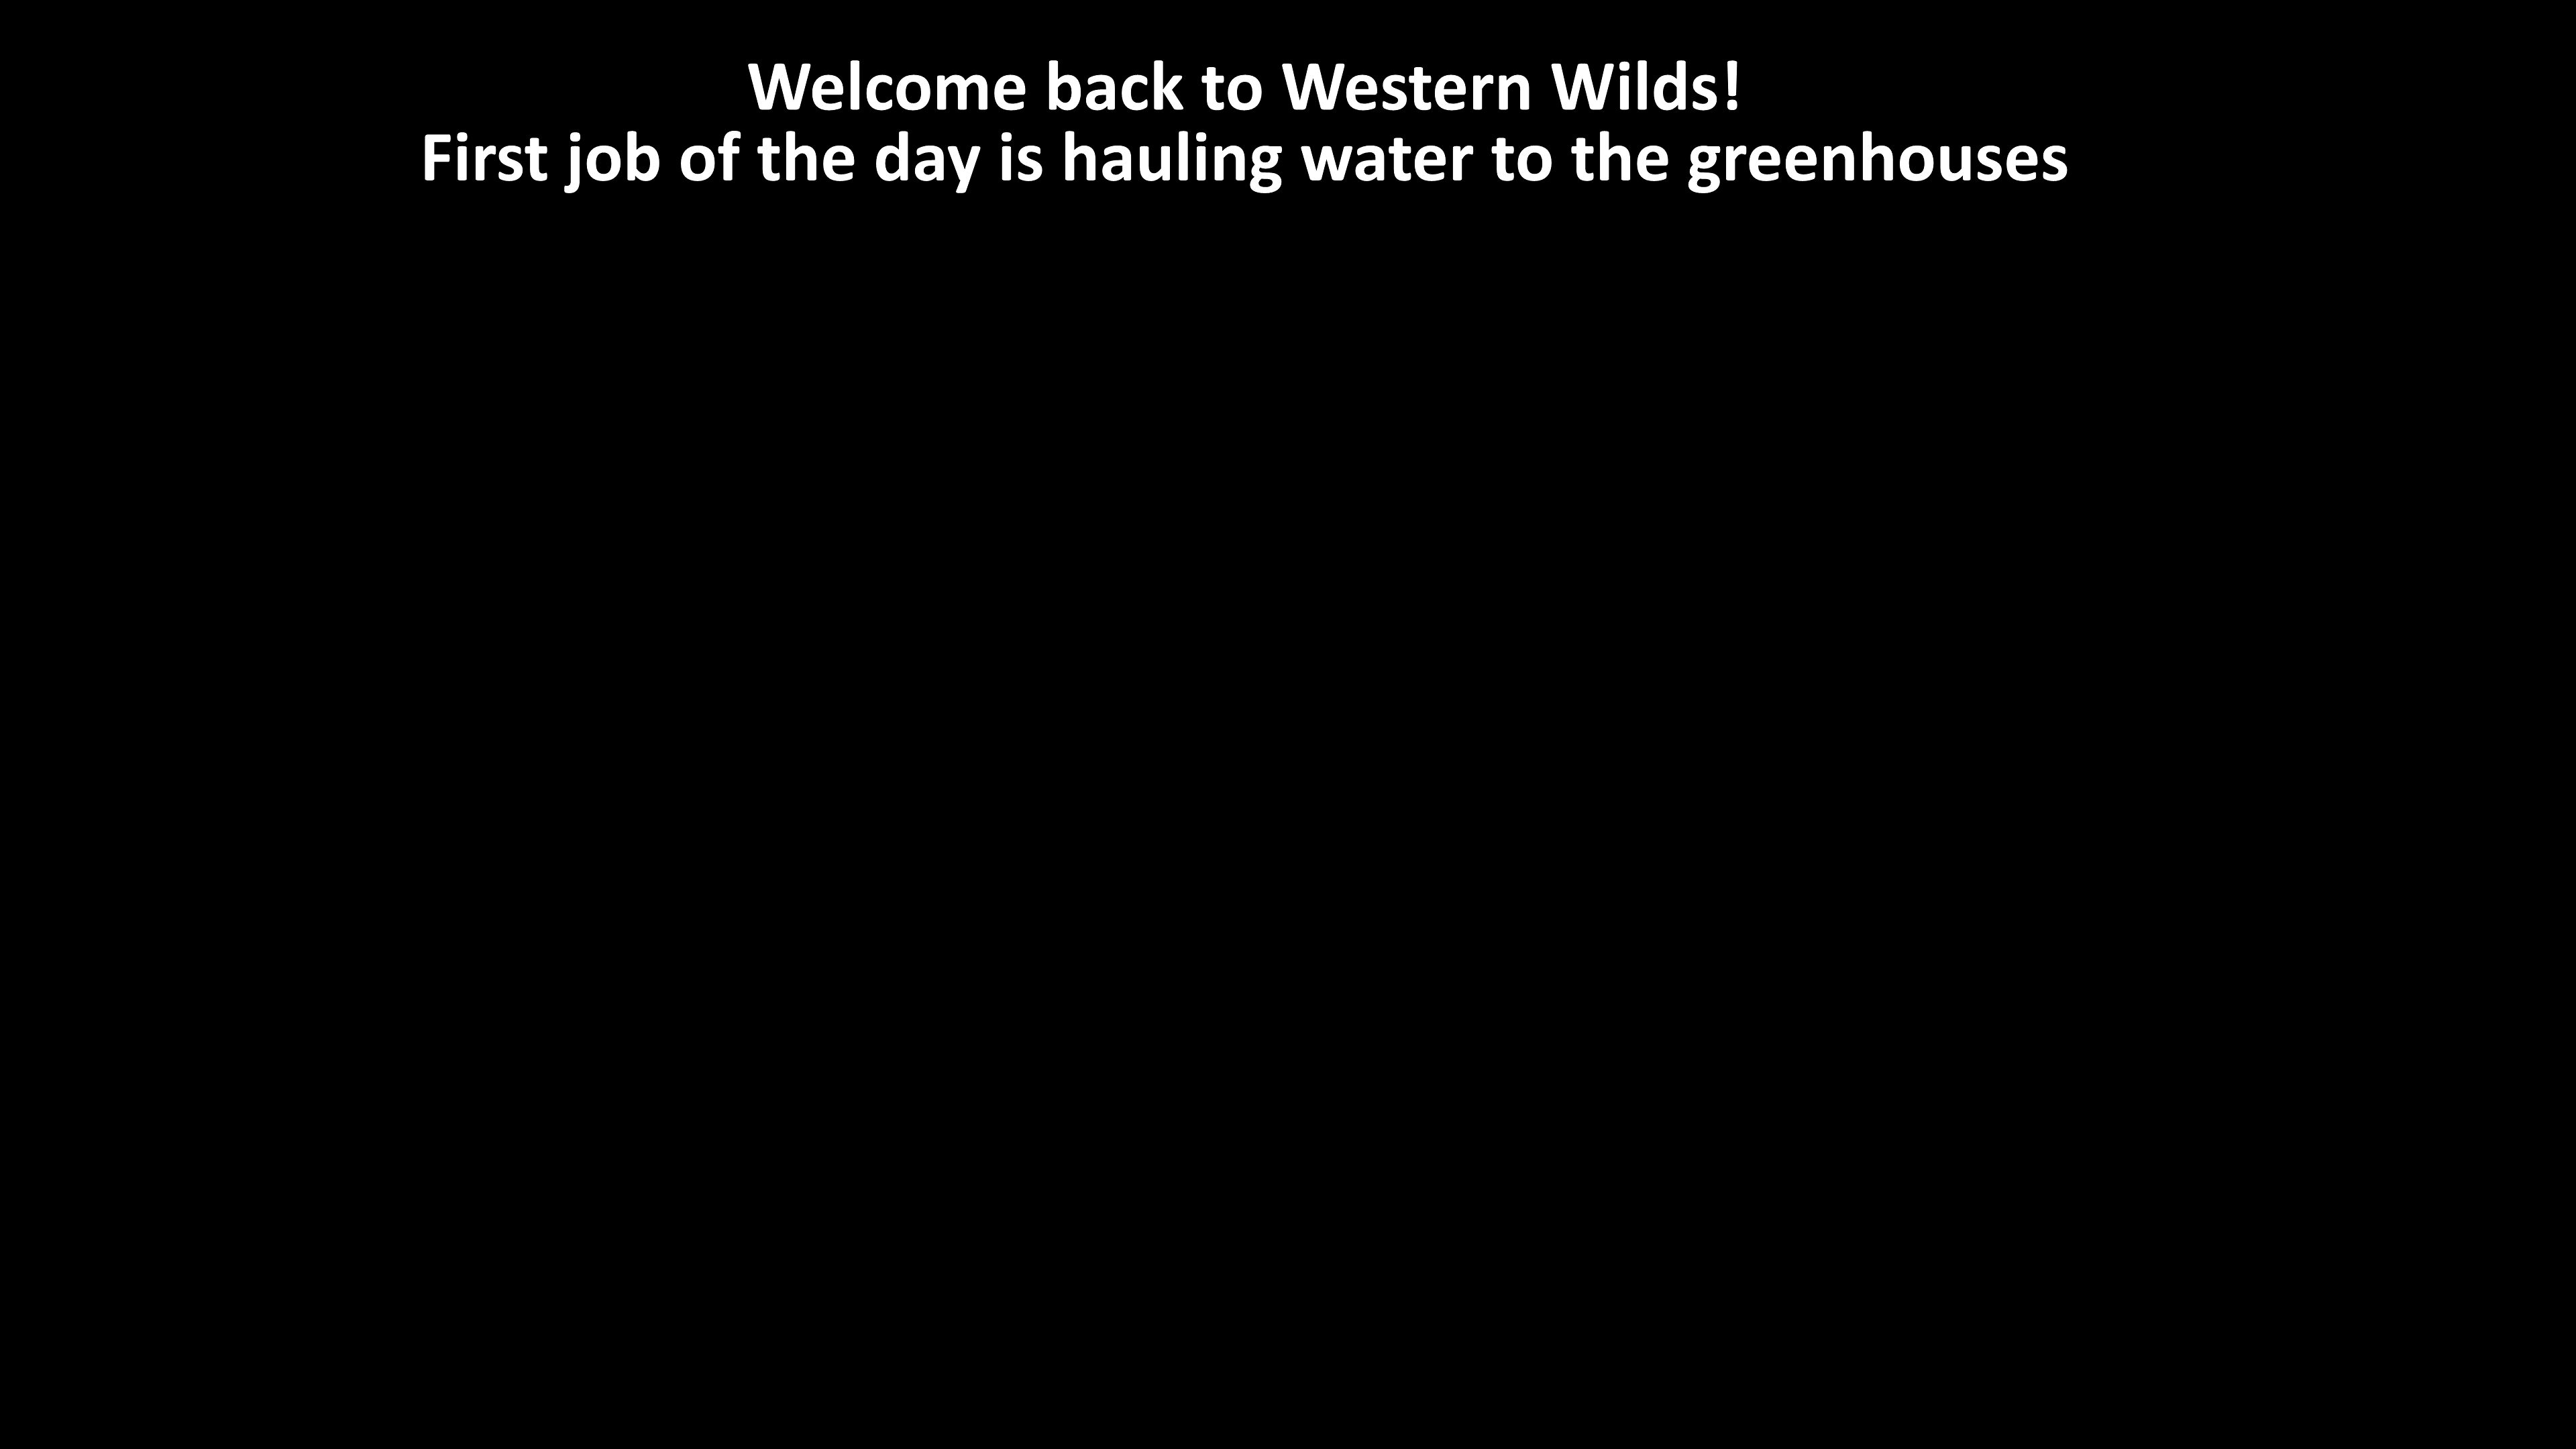 Welcome back to Western Wilds!
First job of the day is hauling water to the greenhouses